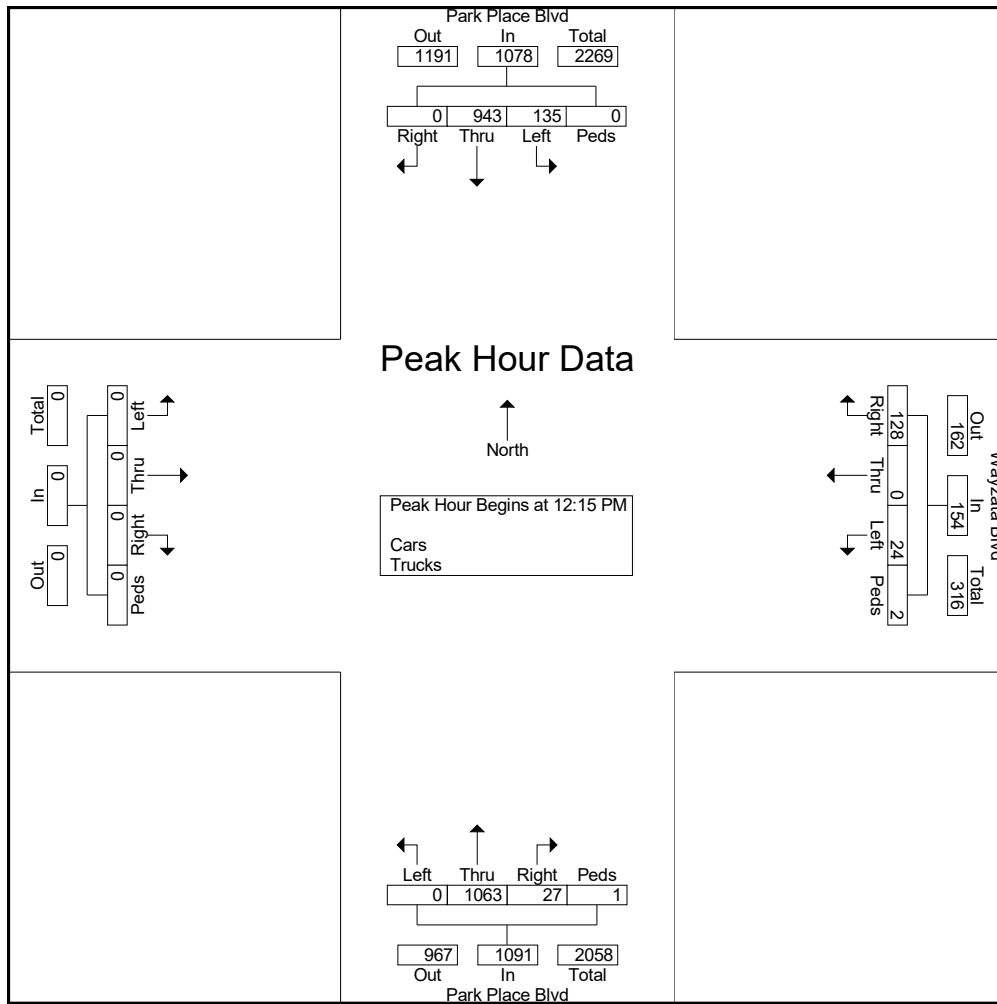 Park Place Blvd
Out In Total
1191 1078 2269
0 943 135 0
Right Thru Left Peds
Peak Hour Data
North
Peak Hour Begins at 12:15 PM
Cars
Trucks
Left Thru Right Peds
0 0 0 0
Total In Out
0 0 0
Wayzata Blvd
Out In Total
162 154 316
128 0 24 2
Right Thru Left Peds
Left Thru Right Peds
0 1063 27 1
967 1091 2058
Out In Total
Park Place Blvd